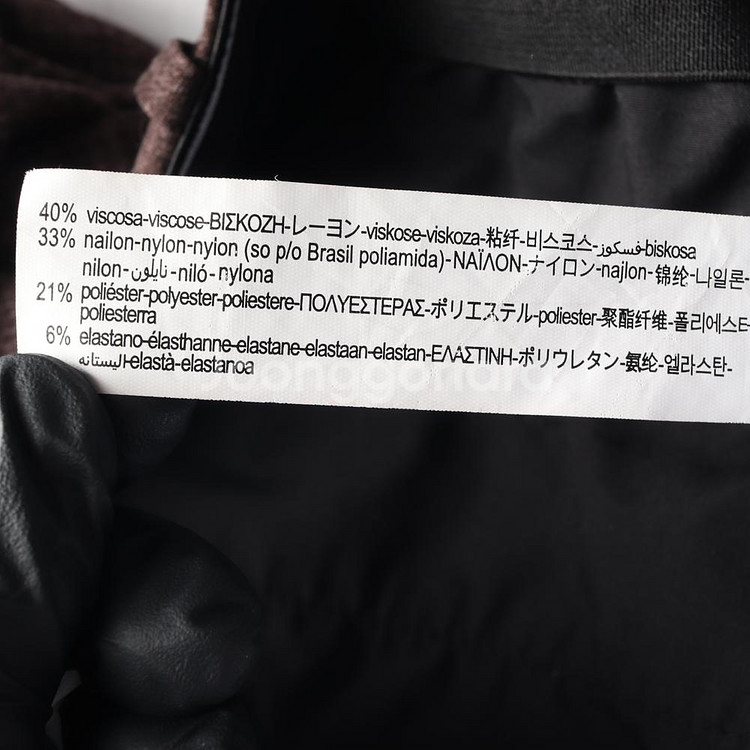 40% viscosa-viscose-ΒΙΣΚΟΖΗ-レーヨン-viskose-viskoza-粘纤-비스코스-فسكوز-biskosa
33% nailon-nylon-nylon (so p/o Brasil poliamida)-ΝΑΪΛΟΝ-ナイロン-najlon-锦纶-나일론-
nilon-نايلون-niló-nylona
21% poliéster-polyester-poliestere-ΠΟΛΥΕΣΤΕΡΑΣ-ポリエステル-poliester-聚酯纤维-폴리에스테
poliesterra
6% elastano-élasthanne-elastane-elastaan-elastan-ΕΛΑΣΤΙΝΗ-ポリウレタン-氨纶-엘라스탄-
اليستانه-elastà-elastanoa